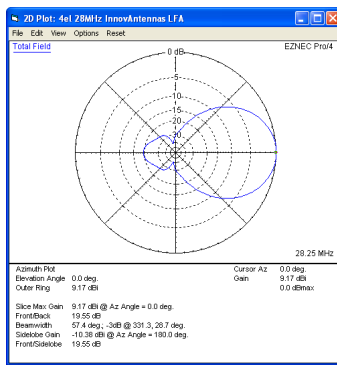 2D Plot: 4el 28MHz InnovAntennas LFA
File Edit View Options Reset
Total Field
EZNEC Pro/4
0 dB
-5
-10
-15
-20
-30
28.25 MHz
Azimuth Plot
Elevation Angle 0.0 deg.
Outer Ring 9.17 dBi
Cursor Az 0.0 deg.
Gain 9.17 dBi
0.0 dBmax
Slice Max Gain 9.17 dBi @ Az Angle = 0.0 deg.
Front/Back 19.55 dB
Beamwidth 57.4 deg.; -3dB @ 331.3, 28.7 deg.
Sidelobe Gain -10.38 dBi @ Az Angle = 180.0 deg.
Front/Sidelobe 19.55 dB